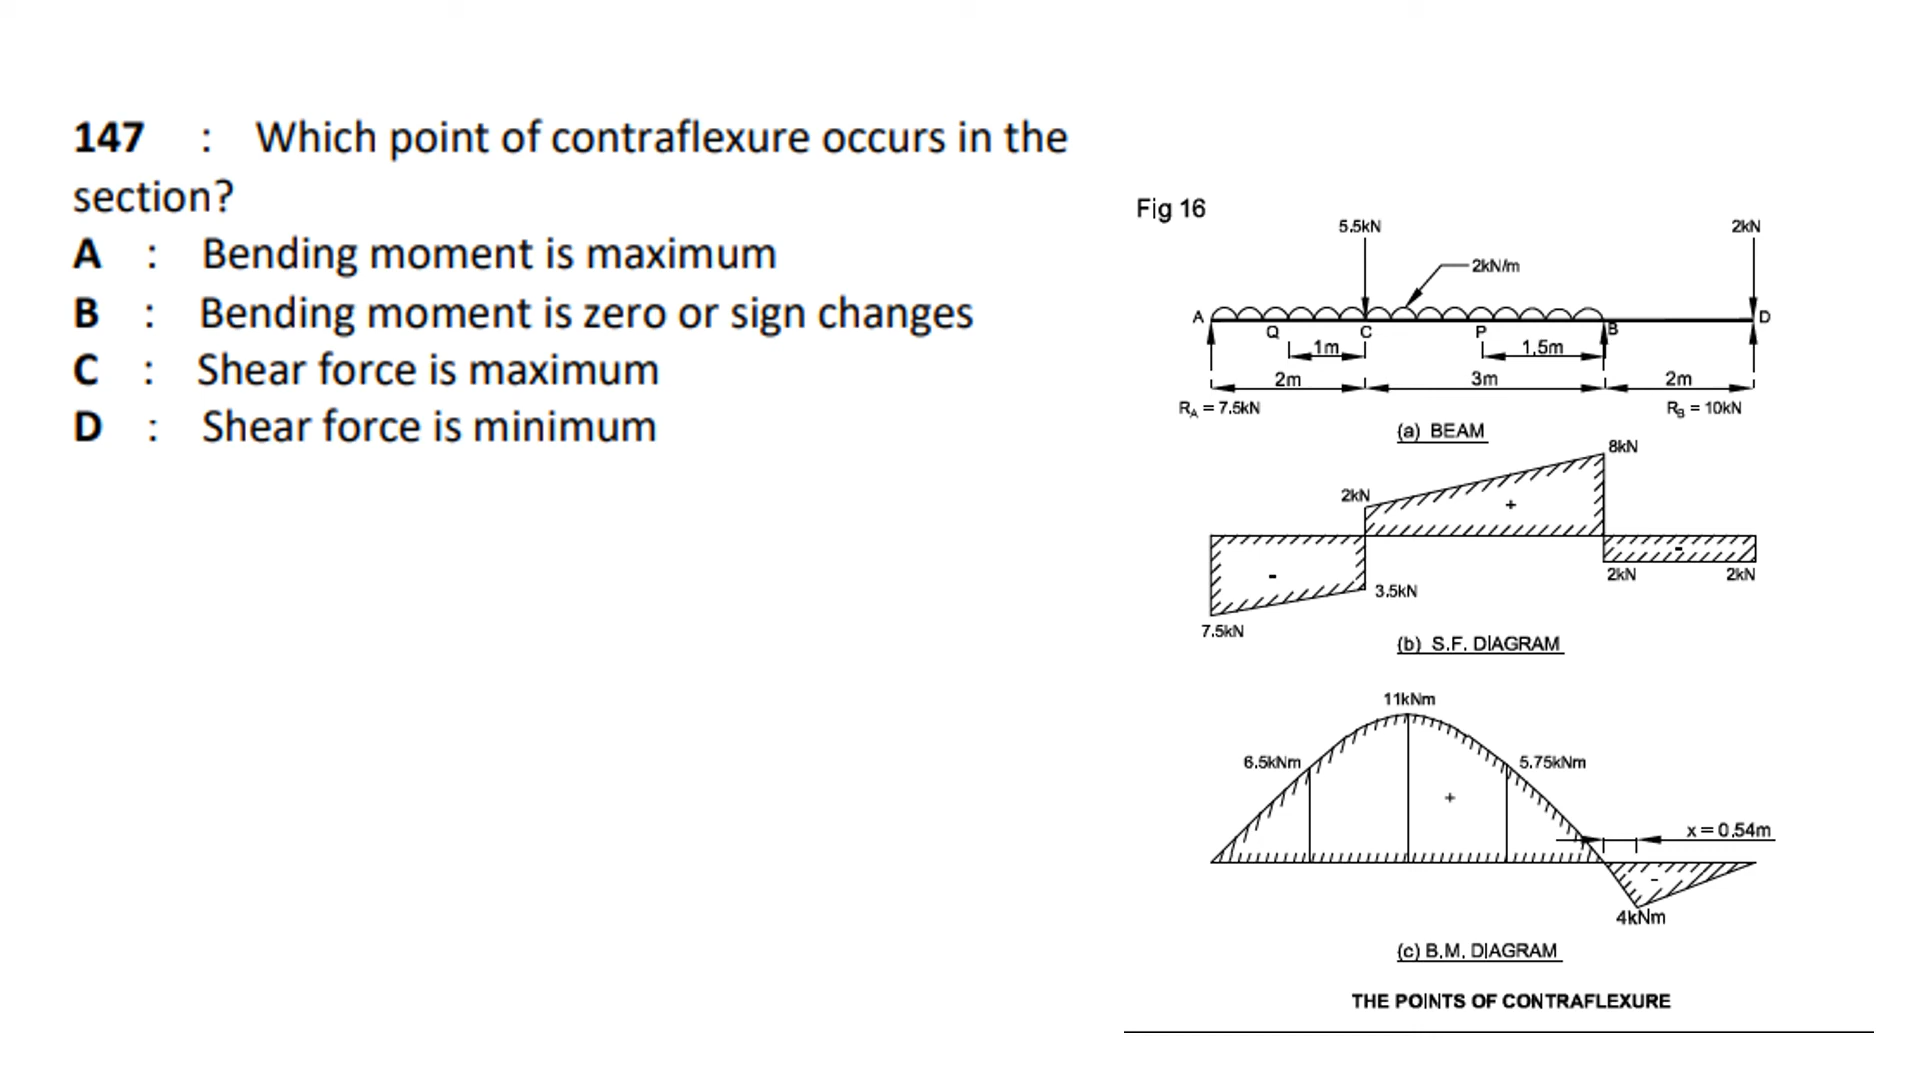 147 : Which point of contraflexure occurs in the
section?
A : Bending moment is maximum
B : Bending moment is zero or sign changes
C : Shear force is maximum
D : Shear force is minimum
Fig 16
5.5kN
2kN
2kN/m
A
Q
C
P
B
D
1m
1,5m
2m
3m
2m
RA = 7.5kN
RB = 10kN
(a) BEAM
8kN
2kN
+
-
-
3.5kN
2kN
2kN
7.5kN
(b) S.F. DIAGRAM
11kNm
6.5kNm
5.75kNm
+
x = 0.54m
-
4kNm
(c) B.M. DIAGRAM
THE POINTS OF CONTRAFLEXURE